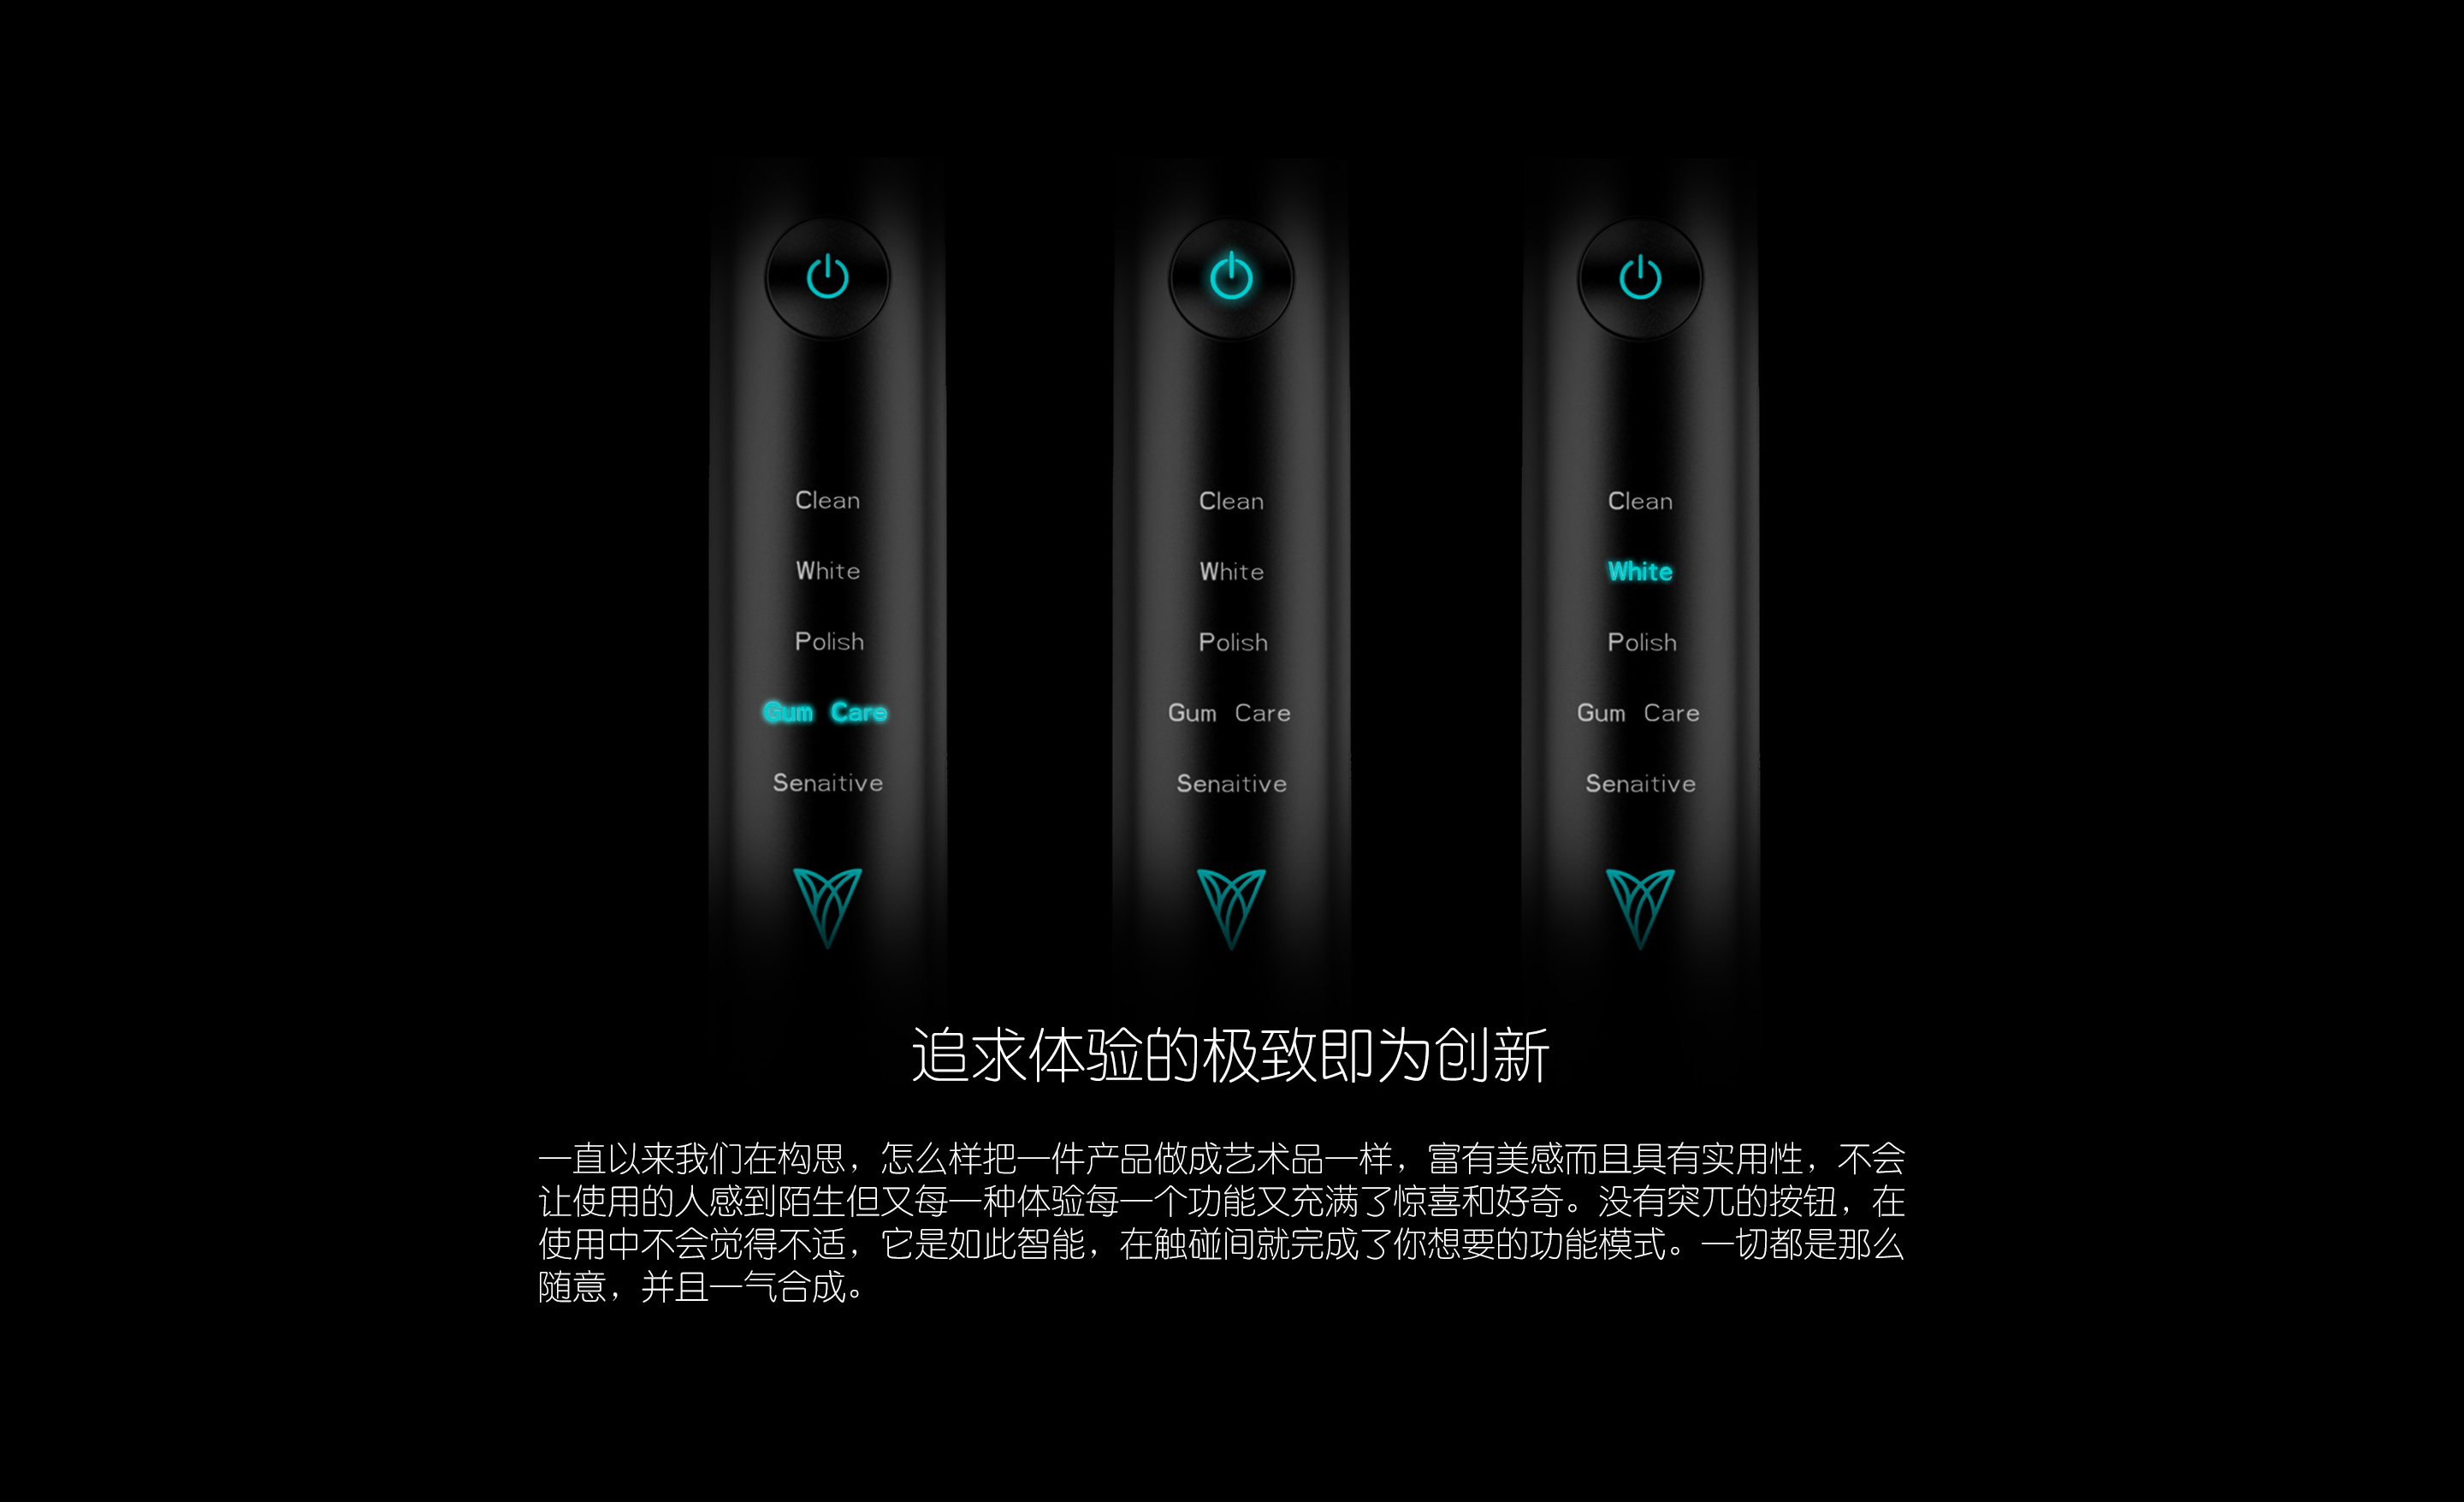 Clean
White
Polish
Gum Care
Senaitive
Clean
White
Polish
Gum Care
Senaitive
Clean
White
Polish
Gum Care
Senaitive
追求体验的极致即为创新
一直以来我们在构思，怎么样把一件产品做成艺术品一样，富有美感而且具有实用性，不会
让使用的人感到陌生但又每一种体验每一个功能又充满了惊喜和好奇。没有突兀的按钮，在
使用中不会觉得不适，它是如此智能，在触碰间就完成了你想要的功能模式。一切都是那么
随意，并且一气合成。